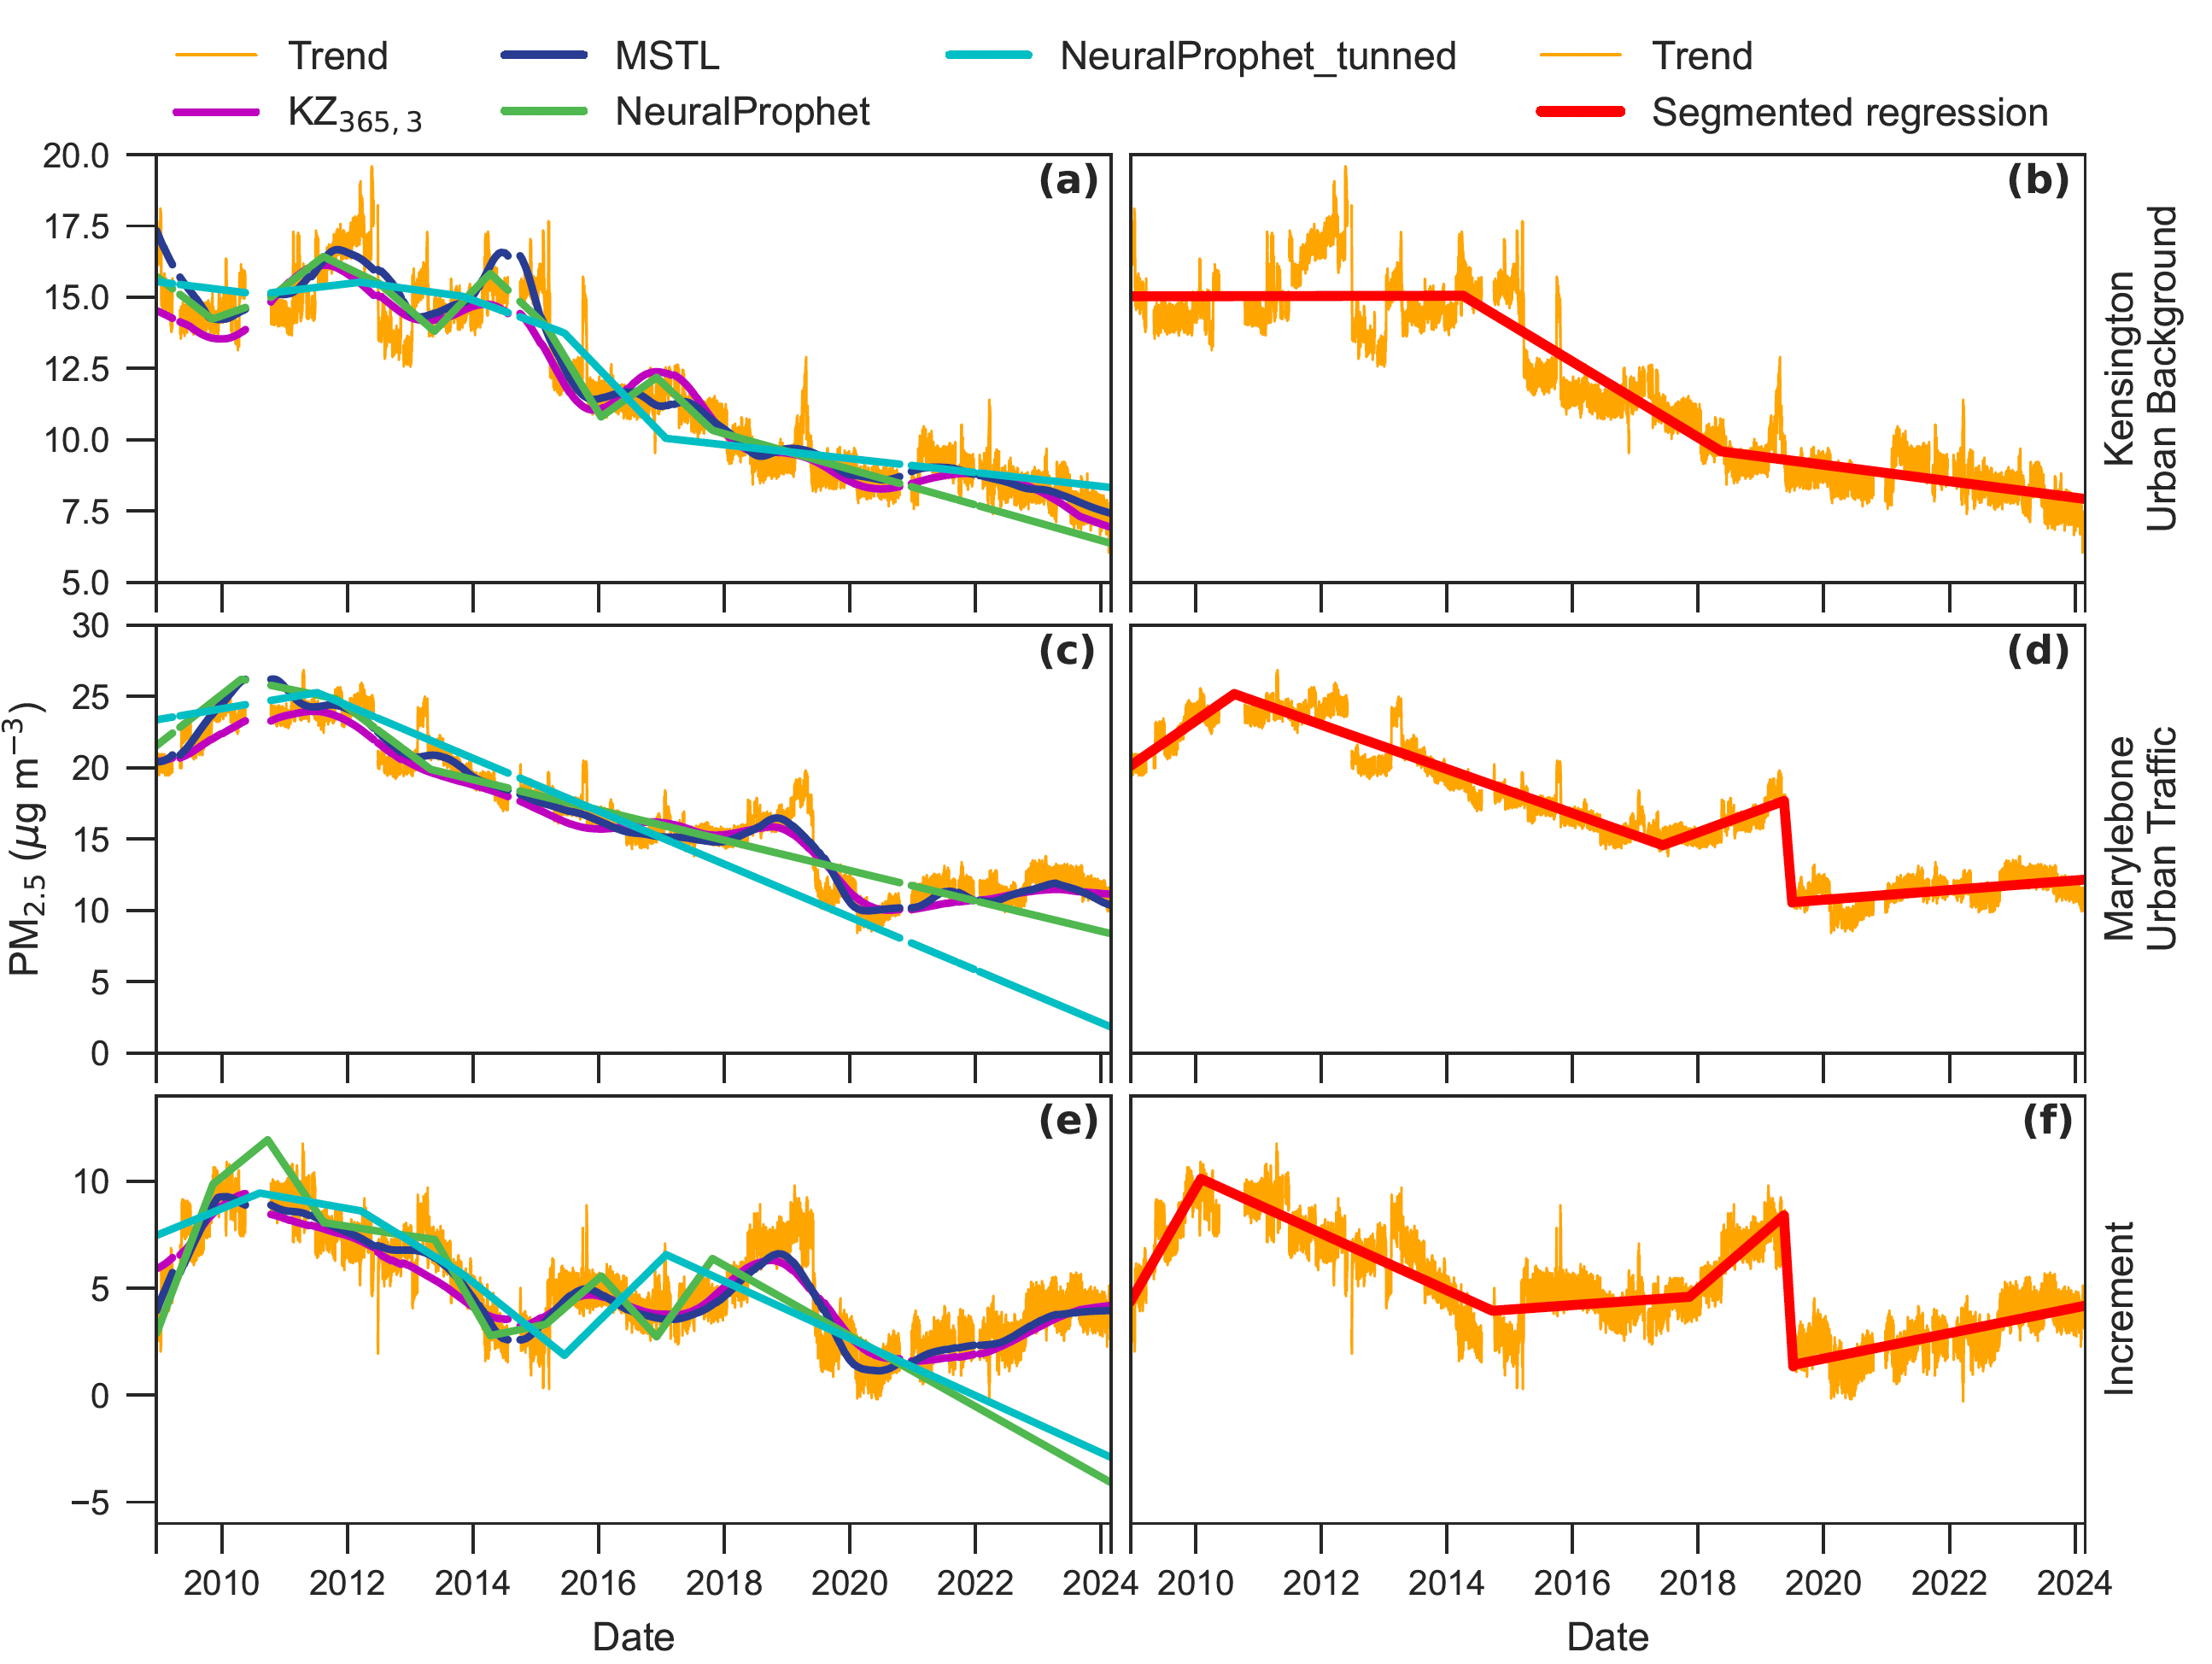 Trend
MSTL
NeuralProphet_tunned
Trend
KZ365, 3
NeuralProphet
Segmented regression
20.0
17.5
15.0
12.5
10.0
7.5
5.0
(a)
(b)
Kensington
Urban Background
PM2.5 (μg m−3)
30
25
20
15
10
5
0
(c)
(d)
Marylebone
Urban Traffic
10
5
0
−5
(e)
(f)
Increment
2010 2012 2014 2016 2018 2020 2022 2024
2010 2012 2014 2016 2018 2020 2022 2024
Date
Date